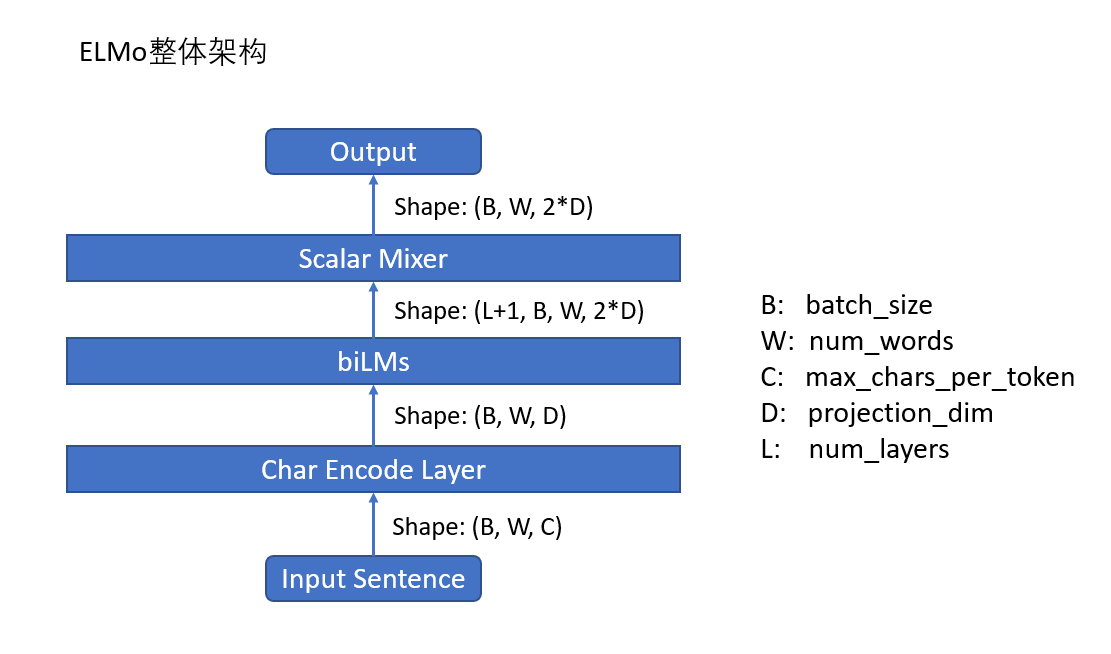 ELMo整体架构
Output
Shape: (B, W, 2*D)
Scalar Mixer
Shape: (L+1, B, W, 2*D)
biLMs
Shape: (B, W, D)
Char Encode Layer
Shape: (B, W, C)
Input Sentence
B: batch_size
W: num_words
C: max_chars_per_token
D: projection_dim
L: num_layers